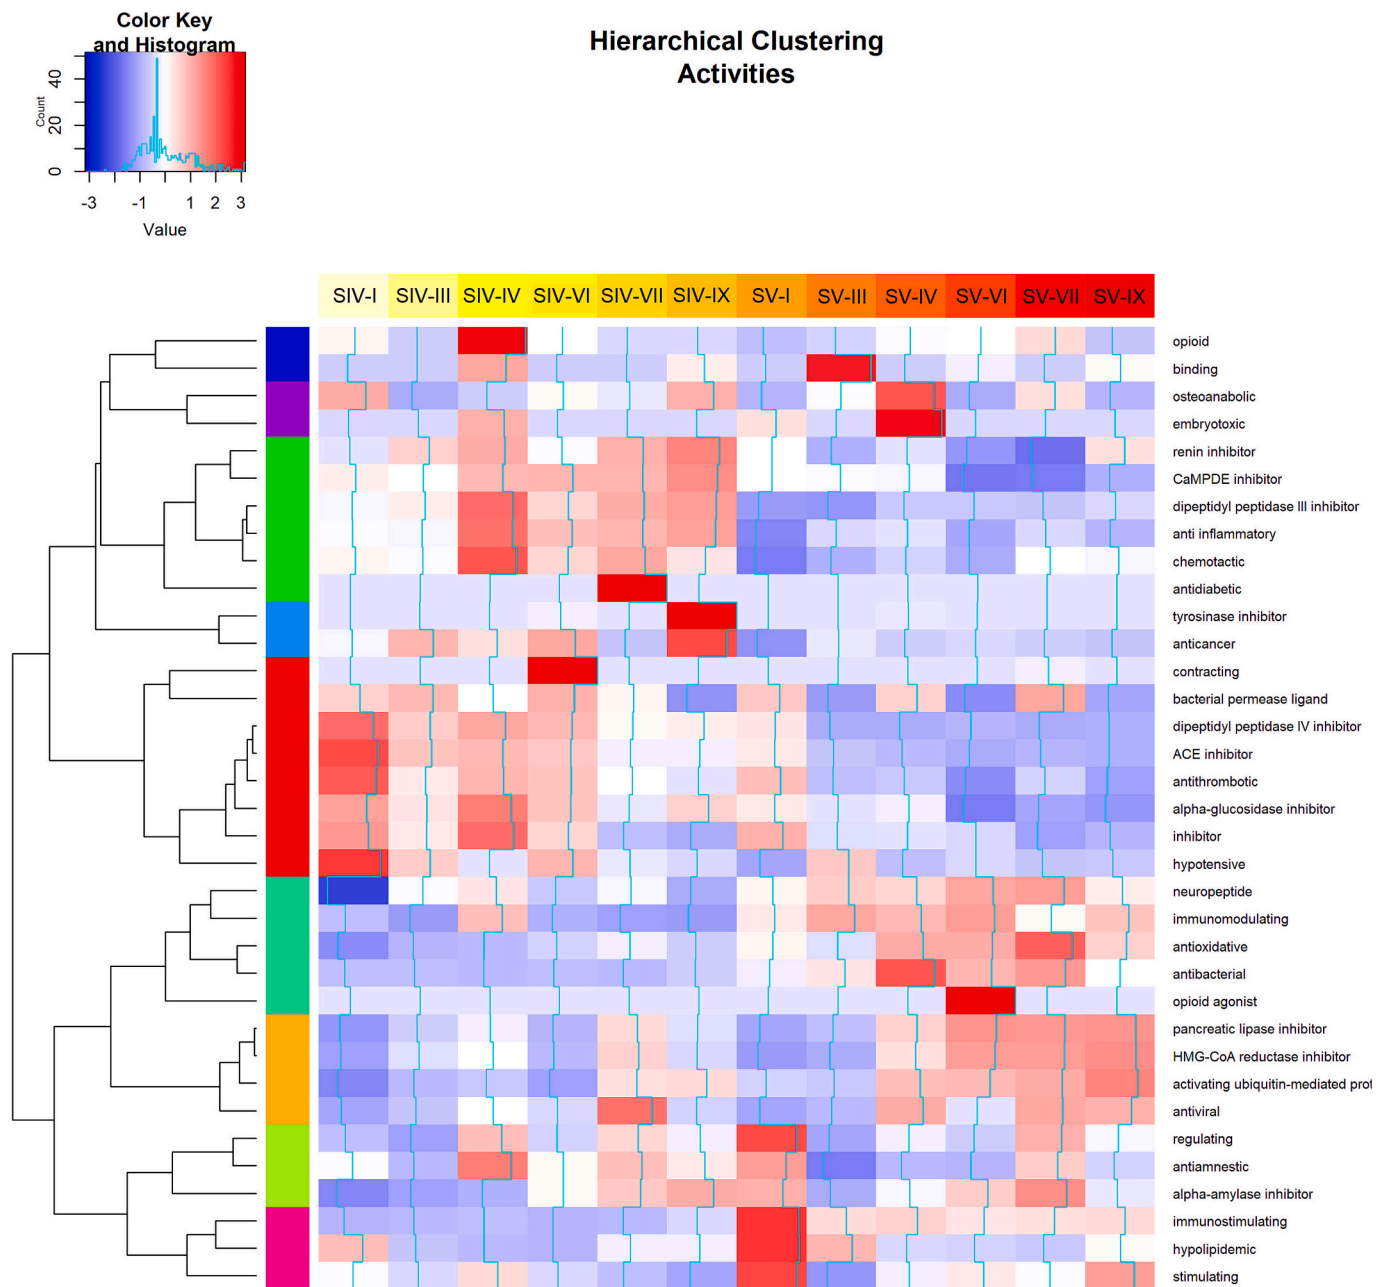 Color Key
and Histogram
Hierarchical Clustering
Activities
Count
0 20 40
-3 -1 1 2 3
Value
SIV-I SIV-III SIV-IV SIV-VI SIV-VII SIV-IX SV-I SV-III SV-IV SV-VI SV-VII SV-IX
opioid
binding
osteoanabolic
embryotoxic
renin inhibitor
CaMPDE inhibitor
dipeptidyl peptidase III inhibitor
anti inflammatory
chemotactic
antidiabetic
tyrosinase inhibitor
anticancer
contracting
bacterial permease ligand
dipeptidyl peptidase IV inhibitor
ACE inhibitor
antithrombotic
alpha-glucosidase inhibitor
inhibitor
hypotensive
neuropeptide
immunomodulating
antioxidative
antibacterial
opioid agonist
pancreatic lipase inhibitor
HMG-CoA reductase inhibitor
activating ubiquitin-mediated prot
antiviral
regulating
antiamnestic
alpha-amylase inhibitor
immunostimulating
hypolipidemic
stimulating